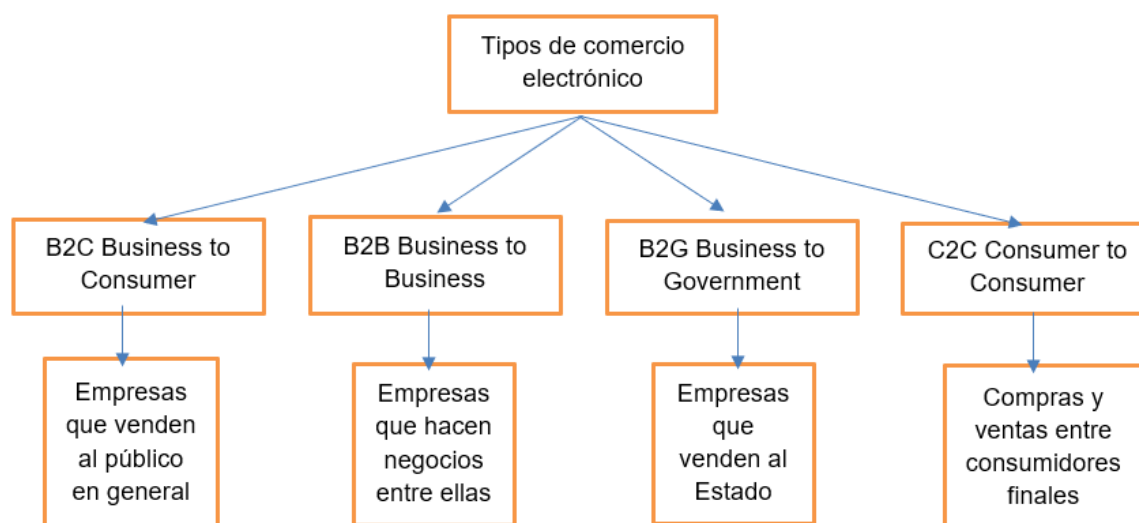 Tipos de comercio
electrónico
B2C Business to
Consumer
B2B Business to
Business
B2G Business to
Government
C2C Consumer to
Consumer
Empresas
que venden
al público
en general
Empresas
que hacen
negocios
entre ellas
Empresas
que
venden al
Estado
Compras y
ventas entre
consumidores
finales